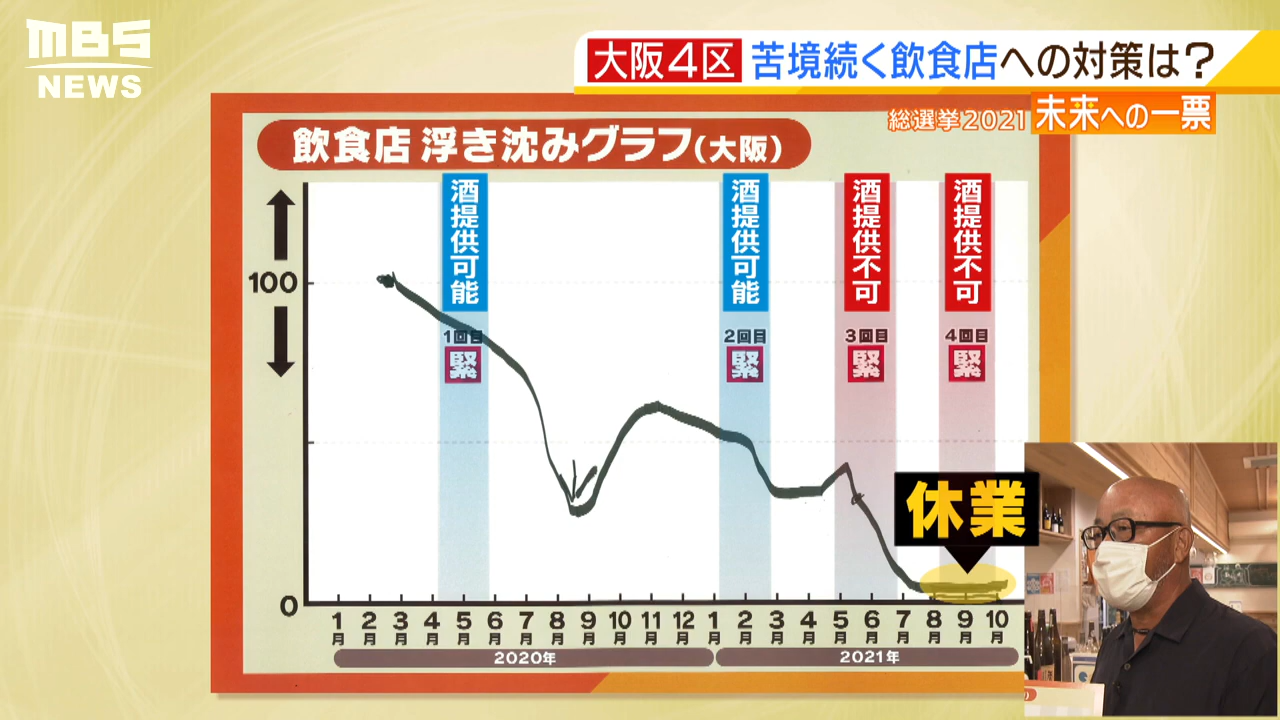 MBS
NEWS
大阪4区 苦境続く飲食店への対策は?
総選挙2021 未来への一票
飲食店 浮き沈みグラフ(大阪)
酒提供可能
酒提供可能
酒提供不可
酒提供不可
100
1回目
緊
2回目
緊
3回目
緊
4回目
緊
休業
0
1月 2月 3月 4月 5月 6月 7月 8月 9月 10月 11月 12月 1月 2月 3月 4月 5月 6月 7月 8月 9月 10月
2020年 2021年